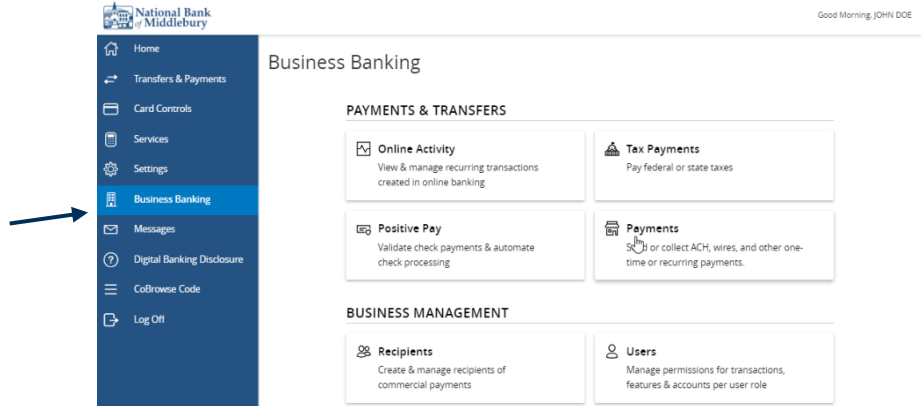 National Bank
of Middlebury
Good Morning, JOHN DOE
Home
Transfers & Payments
Card Controls
Services
Settings
Business Banking
Messages
Digital Banking Disclosure
CoBrowse Code
Log Off
Business Banking
PAYMENTS & TRANSFERS
Online Activity
View & manage recurring transactions
created in online banking
Tax Payments
Pay federal or state taxes
Positive Pay
Validate check payments & automate
check processing
Payments
or collect ACH, wires, and other one-
time or recurring payments.
BUSINESS MANAGEMENT
Recipients
Create & manage recipients of
commercial payments
Users
Manage permissions for transactions,
features & accounts per user role